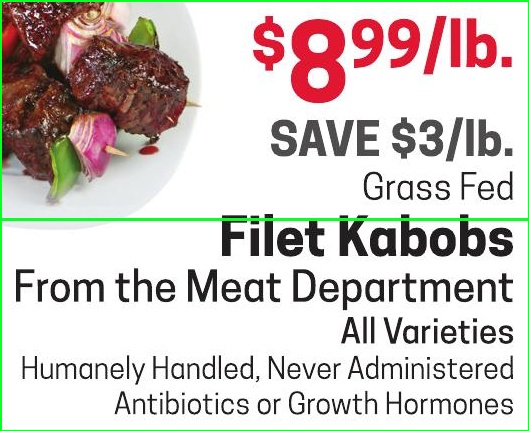 $8.99/lb.
SAVE $3/lb.
Grass Fed
Filet Kabobs
From the Meat Department
All Varieties
Humanely Handled, Never Administered
Antibiotics or Growth Hormones